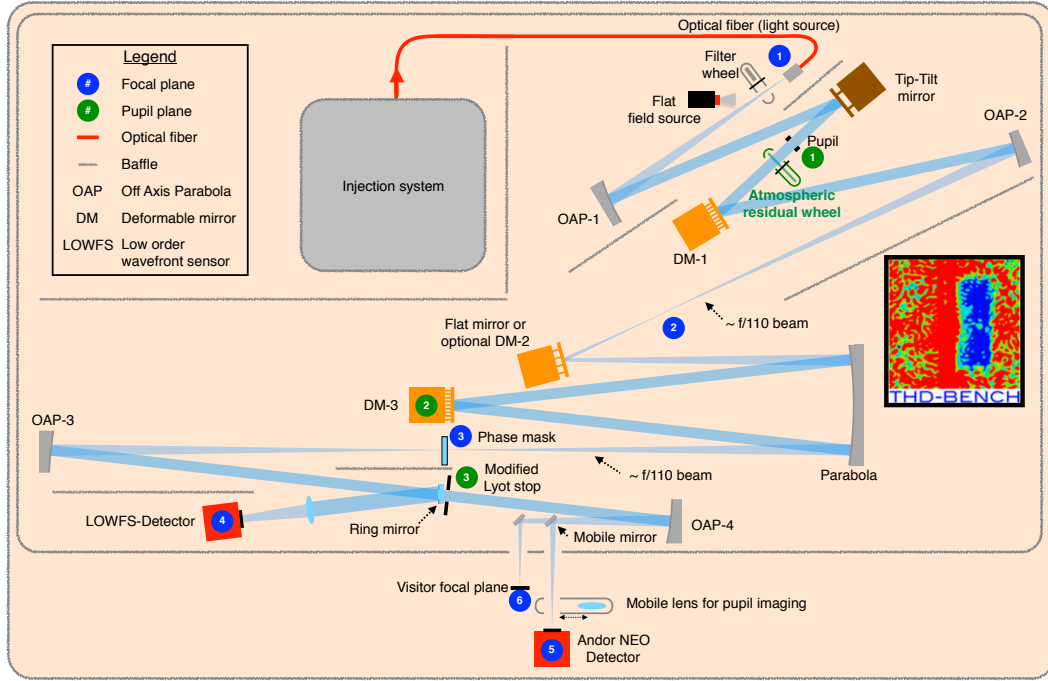 Legend
# Focal plane
# Pupil plane
Optical fiber
Baffle
OAP Off Axis Parabola
DM Deformable mirror
LOWFS Low order
wavefront sensor
Injection system
Optical fiber (light source)
1
Filter
wheel
Flat
field source
Tip-Tilt
mirror
OAP-2
Pupil
1
Atmospheric
residual wheel
OAP-1
DM-1
~ f/110 beam
2
Flat mirror or
optional DM-2
THD-BENCH
DM-3
2
OAP-3
3
Phase mask
~ f/110 beam
Parabola
3
Modified
Lyot stop
LOWFS-Detector
4
Ring mirror
OAP-4
Mobile mirror
Visitor focal plane
6
Mobile lens for pupil imaging
Andor NEO
Detector
5